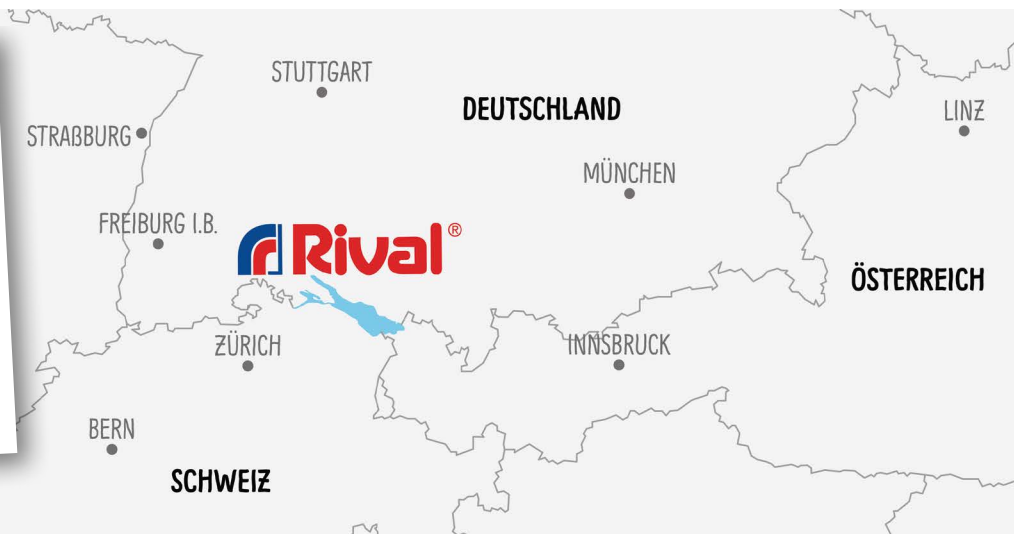 STUTTGART
DEUTSCHLAND
LINZ
STRAßBURG
MÜNCHEN
FREIBURG I.B.
Rival®
ÖSTERREICH
ZÜRICH
INNSBRUCK
BERN
SCHWEIZ